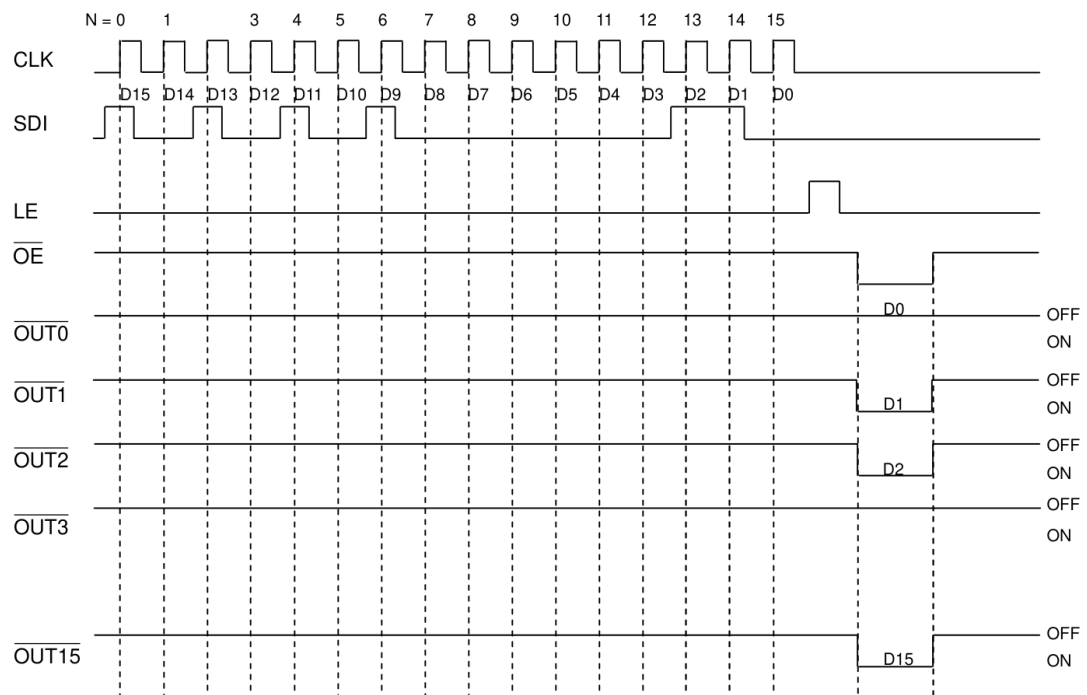 N = 0 1 3 4 5 6 7 8 9 10 11 12 13 14 15
CLK
D15 D14 D13 D12 D11 D10 D9 D8 D7 D6 D5 D4 D3 D2 D1 D0
SDI
LE
OE
D0
OUT0
OFF
ON
OUT1
D1
OFF
ON
OUT2
D2
OFF
ON
OUT3
OFF
ON
OUT15
D15
OFF
ON